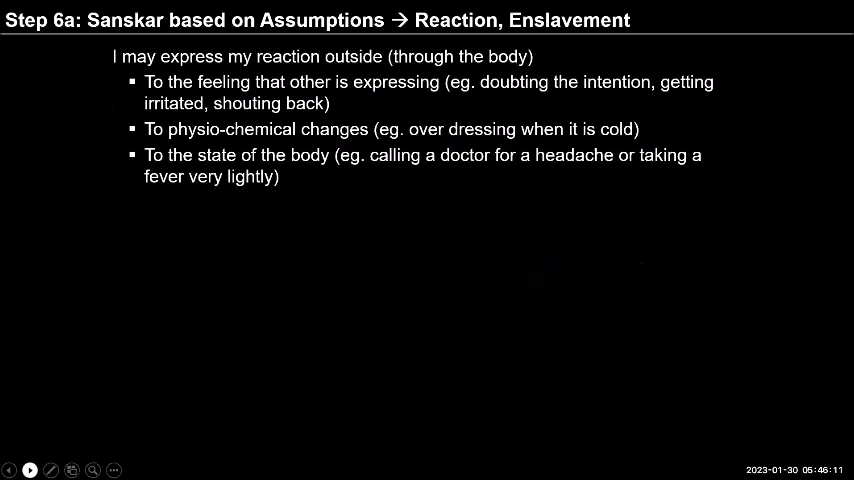 Step 6a: Sanskar based on Assumptions → Reaction, Enslavement
I may express my reaction outside (through the body)
▪ To the feeling that other is expressing (eg. doubting the intention, getting
irritated, shouting back)
▪ To physio-chemical changes (eg. over dressing when it is cold)
▪ To the state of the body (eg. calling a doctor for a headache or taking a
fever very lightly)
2023-01-30 05:46:11